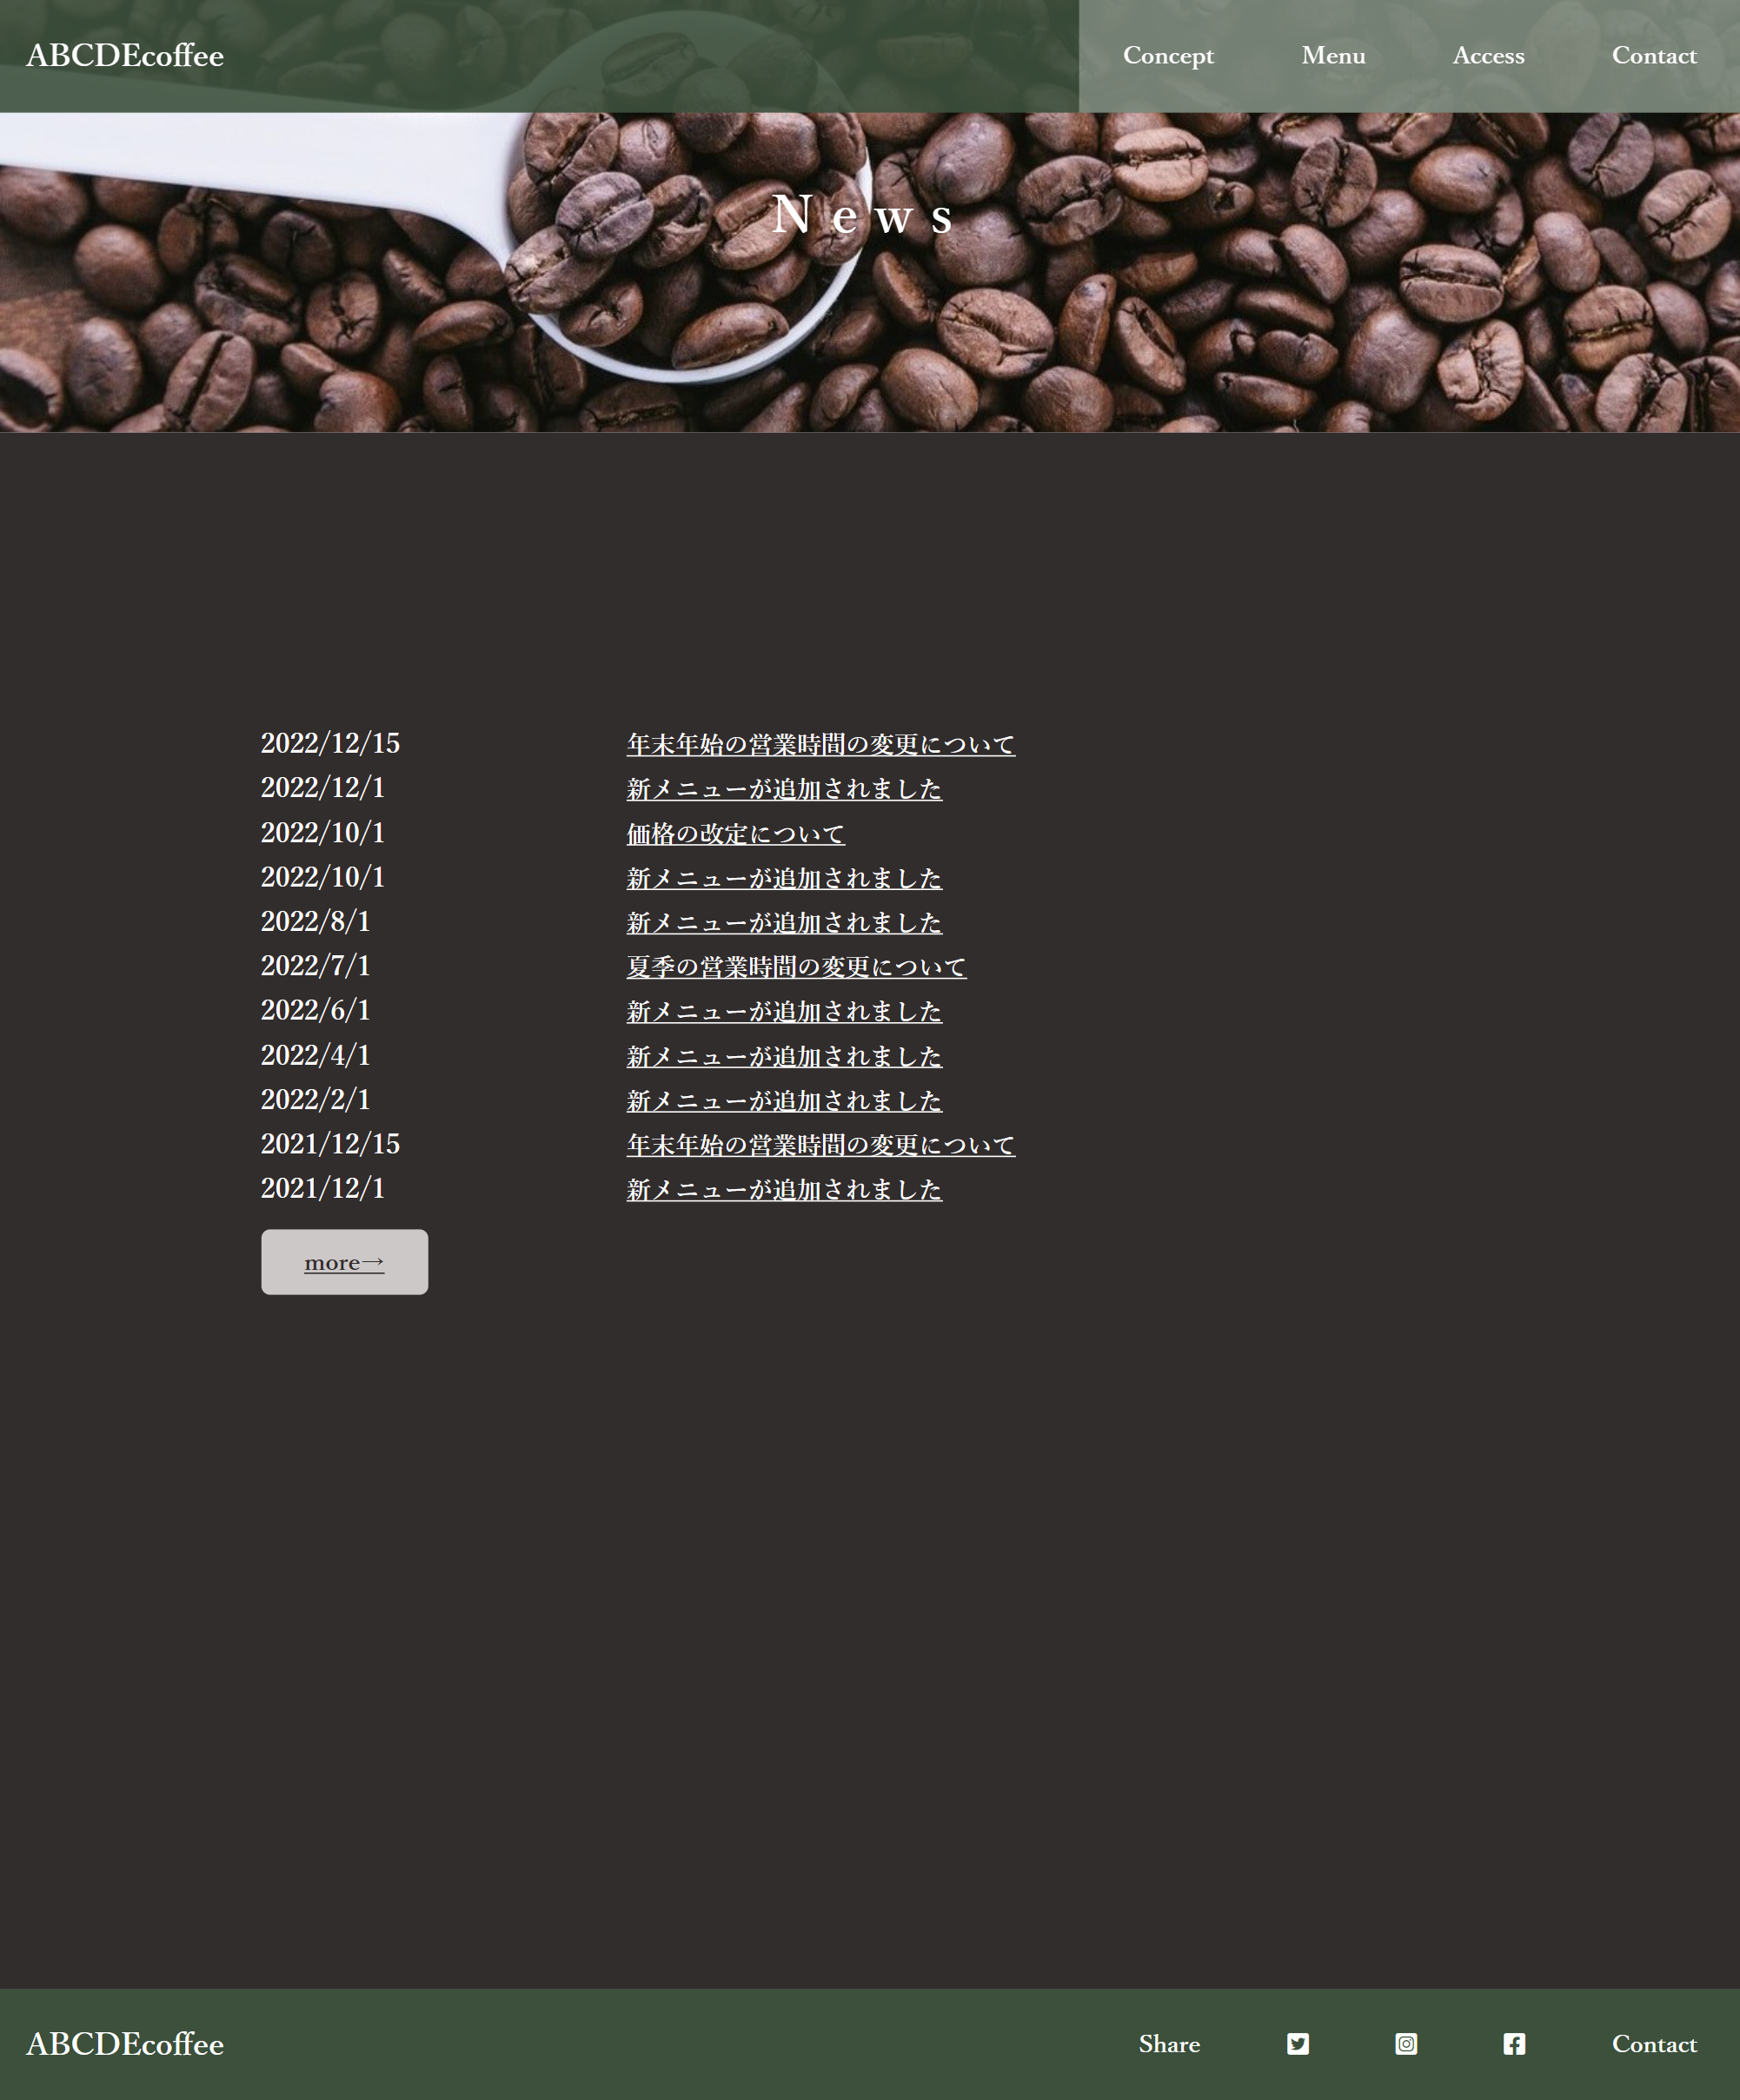 ABCDEcoffee Concept Menu Access Contact
News
2022/12/15 年末年始の営業時間の変更について
2022/12/1 新メニューが追加されました
2022/10/1 価格の改定について
2022/10/1 新メニューが追加されました
2022/8/1 新メニューが追加されました
2022/7/1 夏季の営業時間の変更について
2022/6/1 新メニューが追加されました
2022/4/1 新メニューが追加されました
2022/2/1 新メニューが追加されました
2021/12/15 年末年始の営業時間の変更について
2021/12/1 新メニューが追加されました
more→
ABCDEcoffee Share Contact